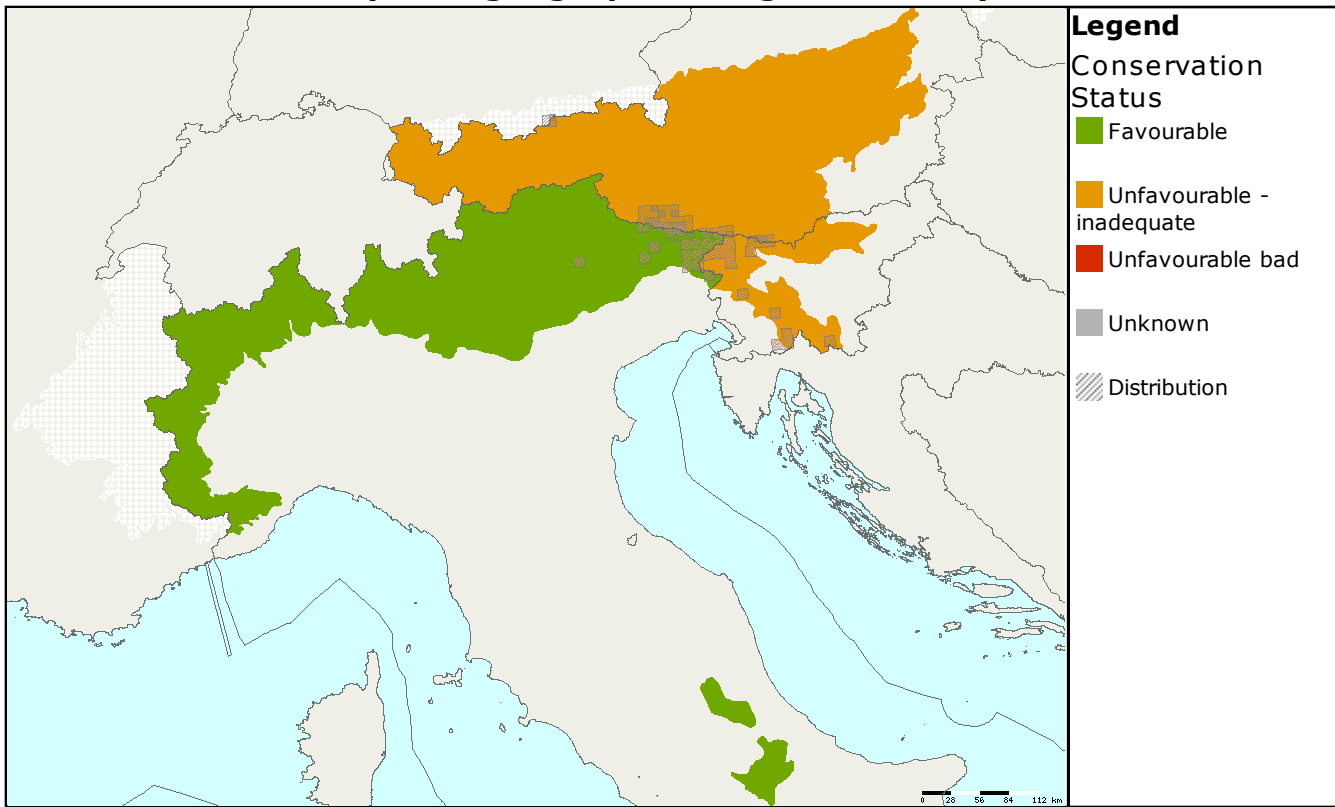 Legend
Conservation
Status
Favourable
Unfavourable -
inadequate
Unfavourable bad
Unknown
Distribution
0 28 56 84 112 km